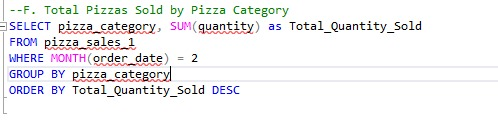 --F. Total Pizzas Sold by Pizza Category
SELECT pizza_category, SUM(quantity) as Total_Quantity_Sold
FROM pizza_sales_1
WHERE MONTH(order_date) = 2
GROUP BY pizza_category
ORDER BY Total_Quantity_Sold DESC